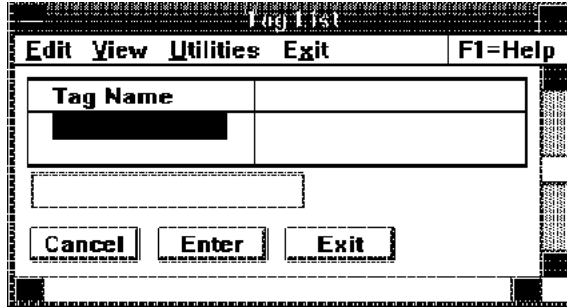 Tag List
Edit View Utilities Exit F1=Help
Tag Name
Cancel Enter Exit